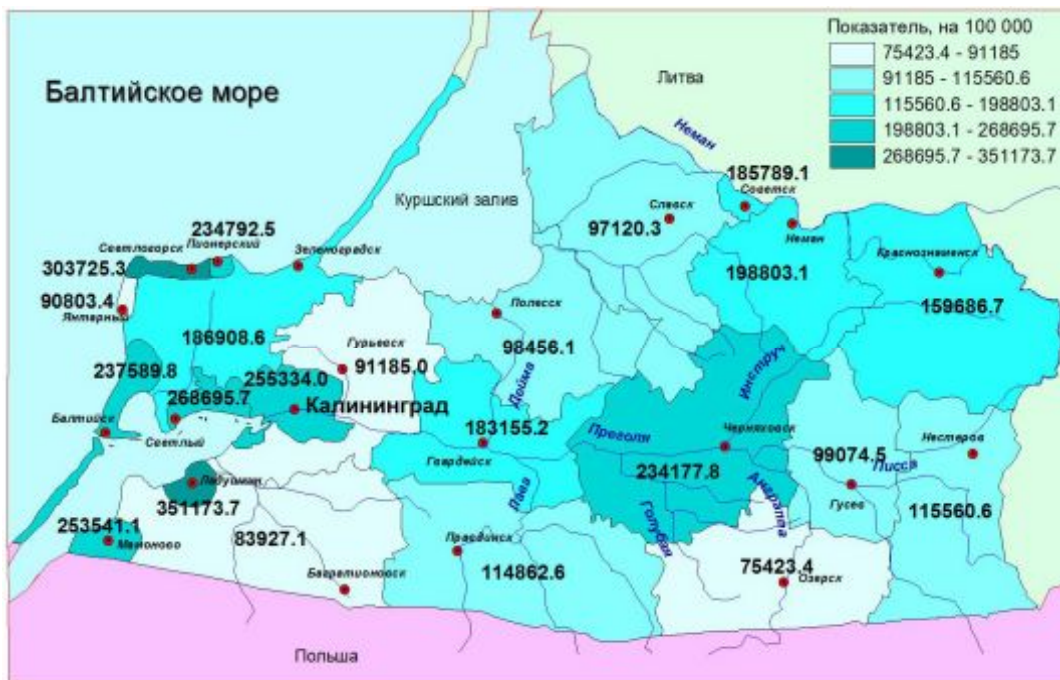 Показатель, на 100 000
75423.4 - 91185
91185 - 115560.6
115560.6 - 198803.1
198803.1 - 268695.7
268695.7 - 351173.7
Балтийское море
Литва
Неман
Куршский залив
185789.1
Советск
Славск
97120.3
Неман
198803.1
Краснознаменск
159686.7
234792.5
Светлогорск
Пионерский
Зеленоградск
303725.3
90803.4
Янтарный
186908.6
Полесск
98456.1
Гурьевск
91185.0
237589.8
255334.0
268695.7
Калининград
Дейма
Инструч
Балтийск
Светлый
183155.2
Гвардейск
Преголя
Черняховск
234177.8
99074.5
Писса
Нестеров
Гусев
115560.6
Ладушкин
351173.7
Лава
Голубая
Анграпа
253541.1
Мамоново
83927.1
Багратионовск
Правдинск
114862.6
75423.4
Озерск
Польша